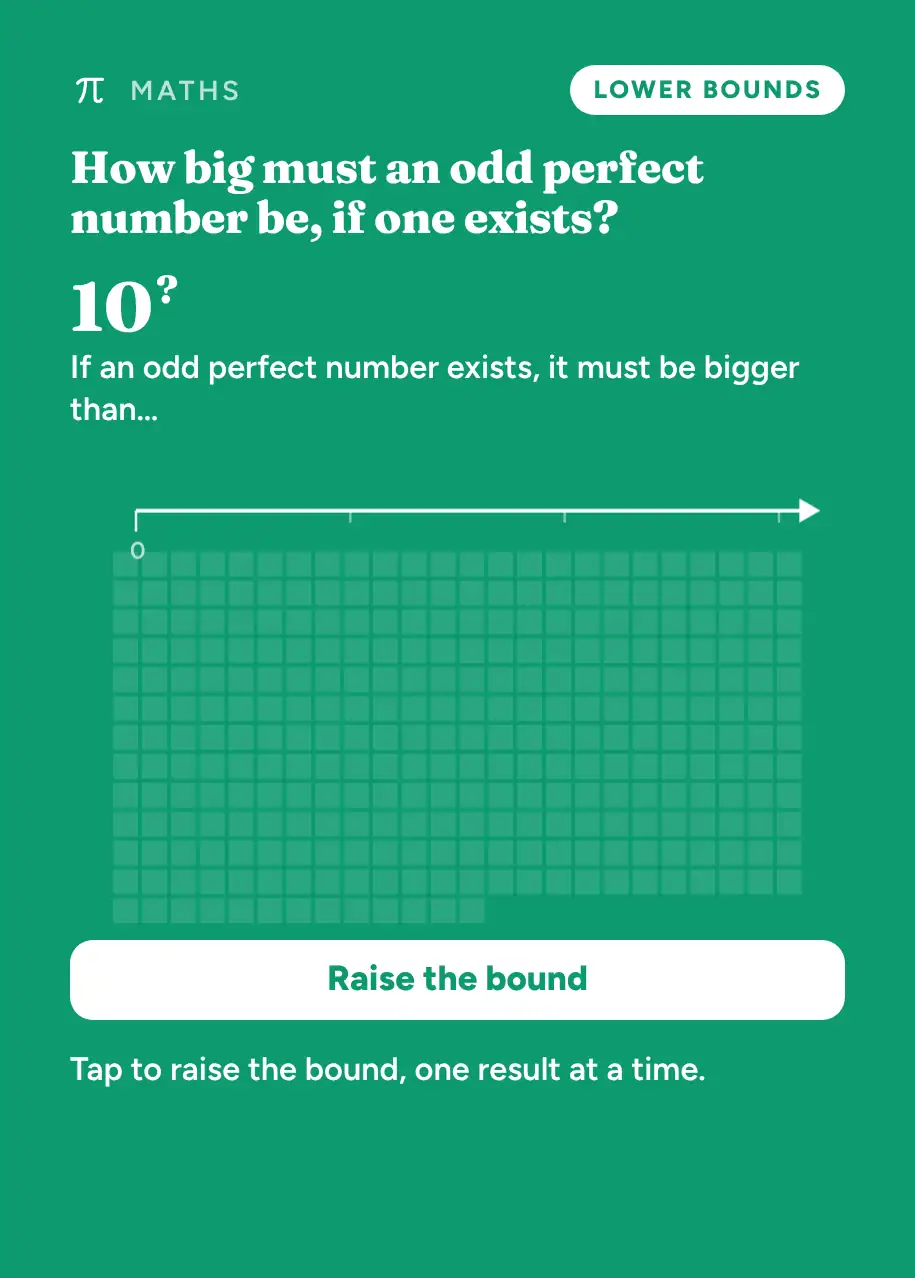 π MATHS
LOWER BOUNDS
How big must an odd perfect
number be, if one exists?
10?
If an odd perfect number exists, it must be bigger
than...
0
Raise the bound
Tap to raise the bound, one result at a time.